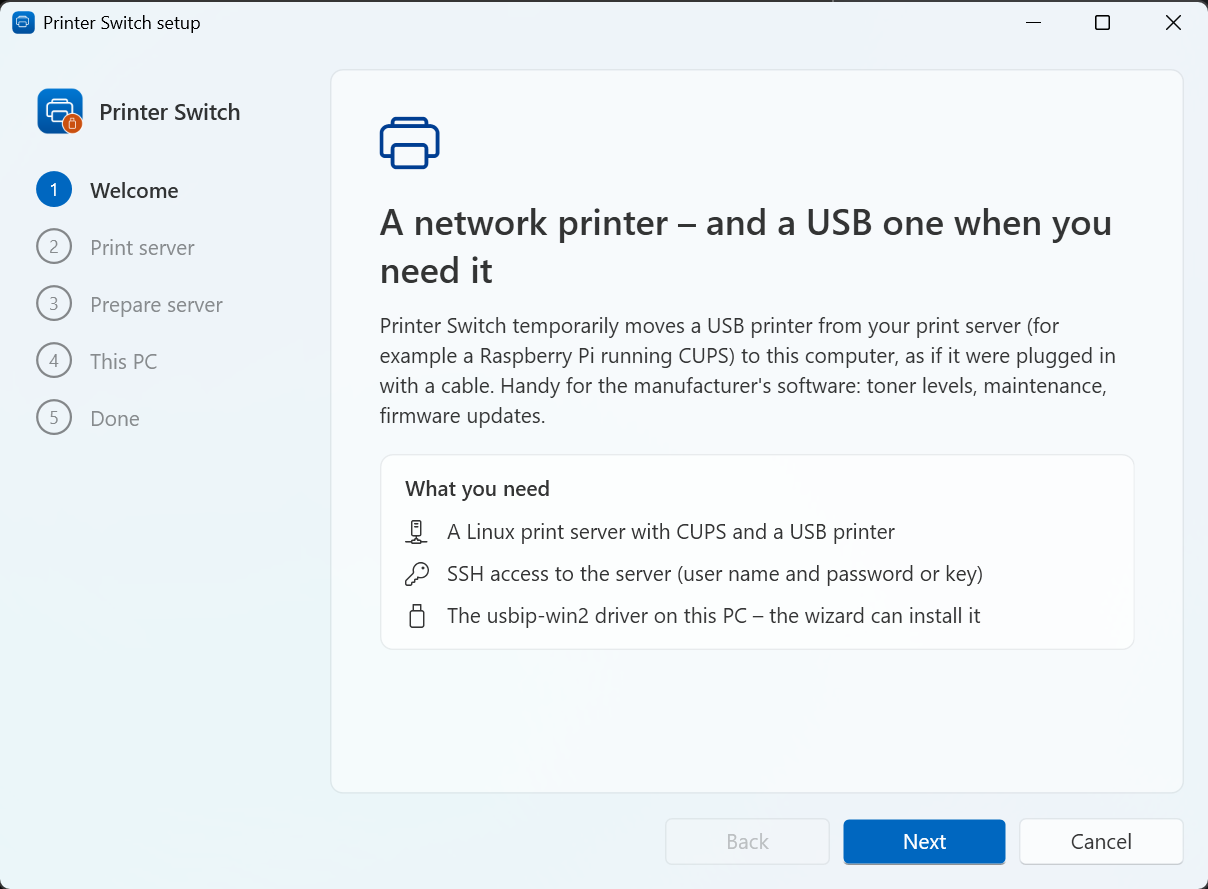 Printer Switch setup
Printer Switch
1 Welcome
2 Print server
3 Prepare server
4 This PC
5 Done
A network printer – and a USB one when you
need it
Printer Switch temporarily moves a USB printer from your print server (for
example a Raspberry Pi running CUPS) to this computer, as if it were plugged in
with a cable. Handy for the manufacturer's software: toner levels, maintenance,
firmware updates.
What you need
A Linux print server with CUPS and a USB printer
SSH access to the server (user name and password or key)
The usbip-win2 driver on this PC – the wizard can install it
Back
Next
Cancel